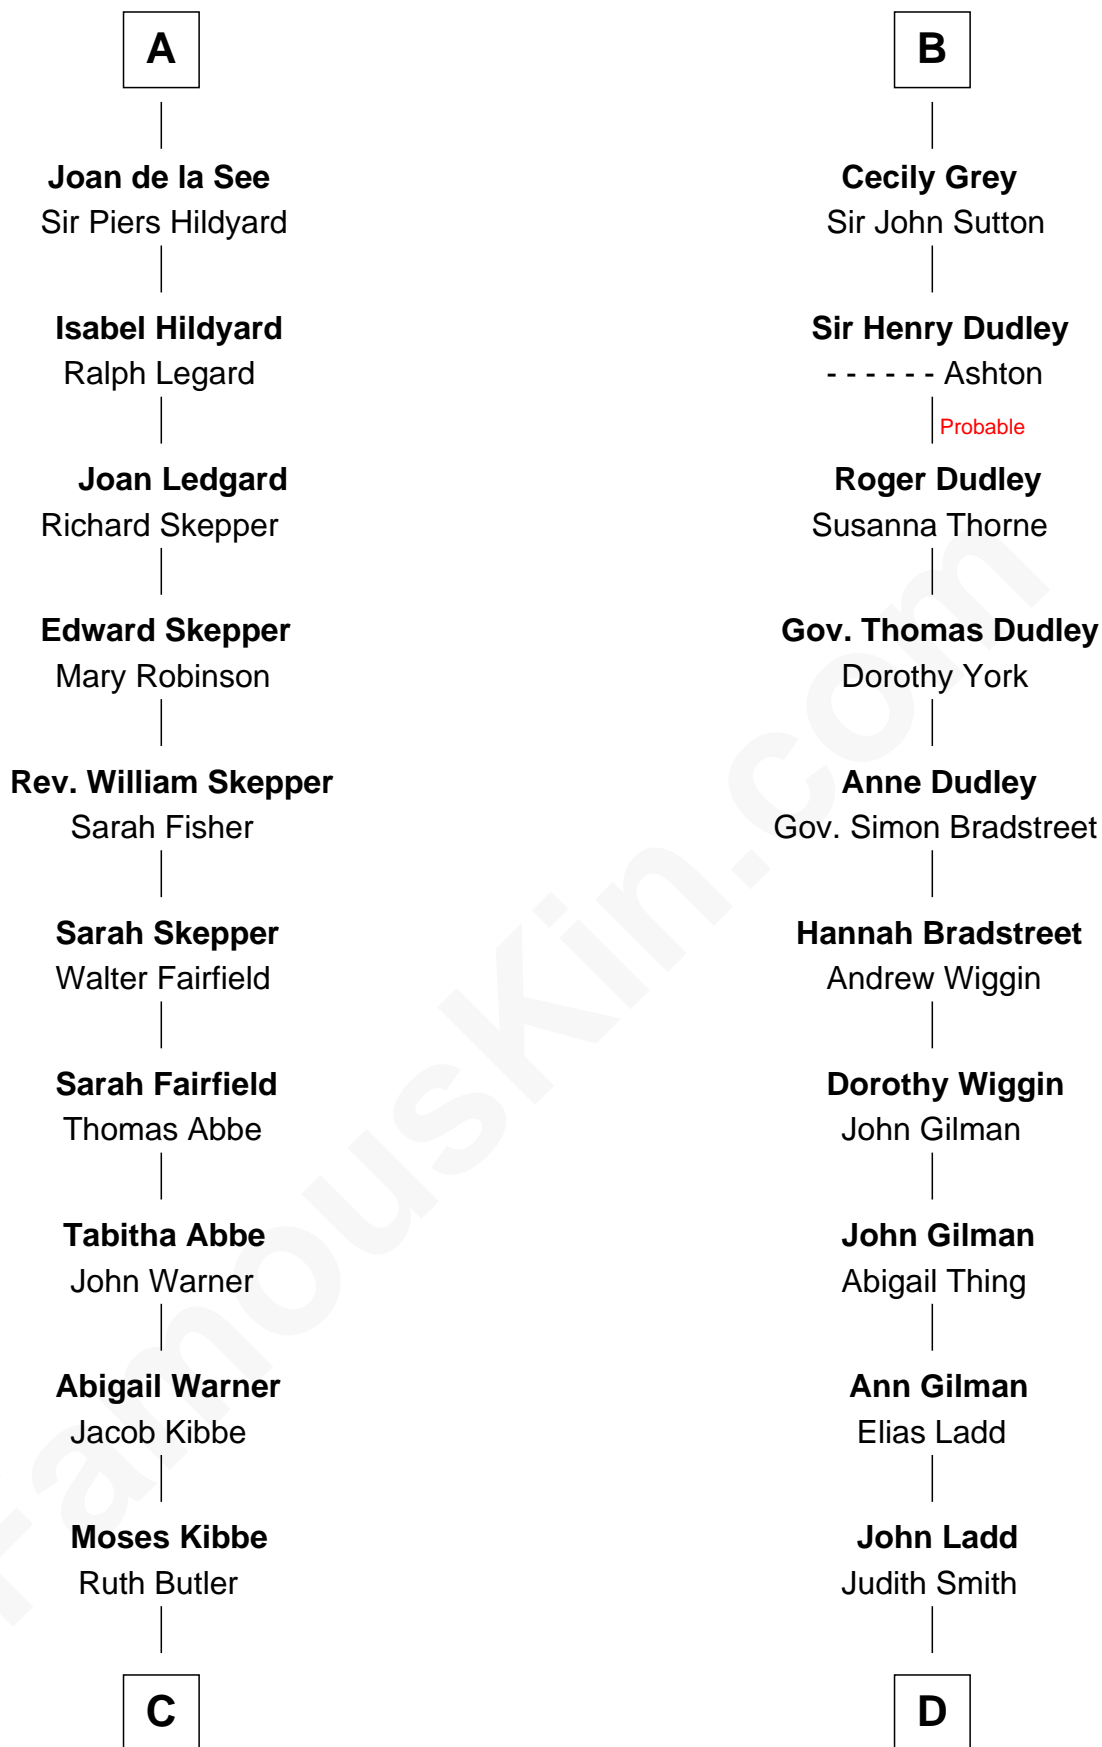 A
Joan de la See
Sir Piers Hildyard
Isabel Hildyard
Ralph Legard
Joan Ledgard
Richard Skepper
Edward Skepper
Mary Robinson
Rev. William Skepper
Sarah Fisher
Sarah Skepper
Walter Fairfield
Sarah Fairfield
Thomas Abbe
Tabitha Abbe
John Warner
Abigail Warner
Jacob Kibbe
Moses Kibbe
Ruth Butler
C
B
Cecily Grey
Sir John Sutton
Sir Henry Dudley
- - - - - - Ashton
Probable
Roger Dudley
Susanna Thorne
Gov. Thomas Dudley
Dorothy York
Anne Dudley
Gov. Simon Bradstreet
Hannah Bradstreet
Andrew Wiggin
Dorothy Wiggin
John Gilman
John Gilman
Abigail Thing
Ann Gilman
Elias Ladd
John Ladd
Judith Smith
D
FamousKin.com